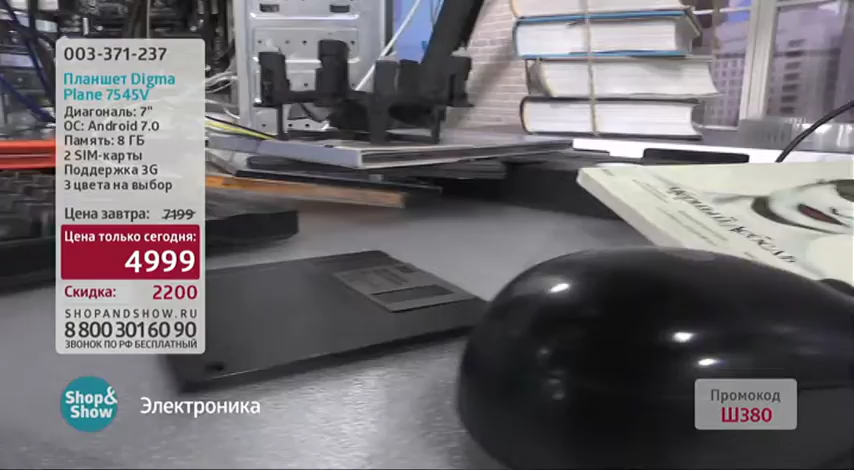 003-371-237
Планшет Digma
Plane 7545V
Диагональ: 7"
ОС: Android 7.0
Память: 8 ГБ
2 SIM-карты
Поддержка 3G
3 цвета на выбор
Цена завтра: 7199
Цена только сегодня:
4999
Скидка: 2200
SHOPANDSHOW.RU
8 800 301 60 90
ЗВОНОК ПО РФ БЕСПЛАТНЫЙ
Shop&
Show
Электроника
Промокод
Ш380